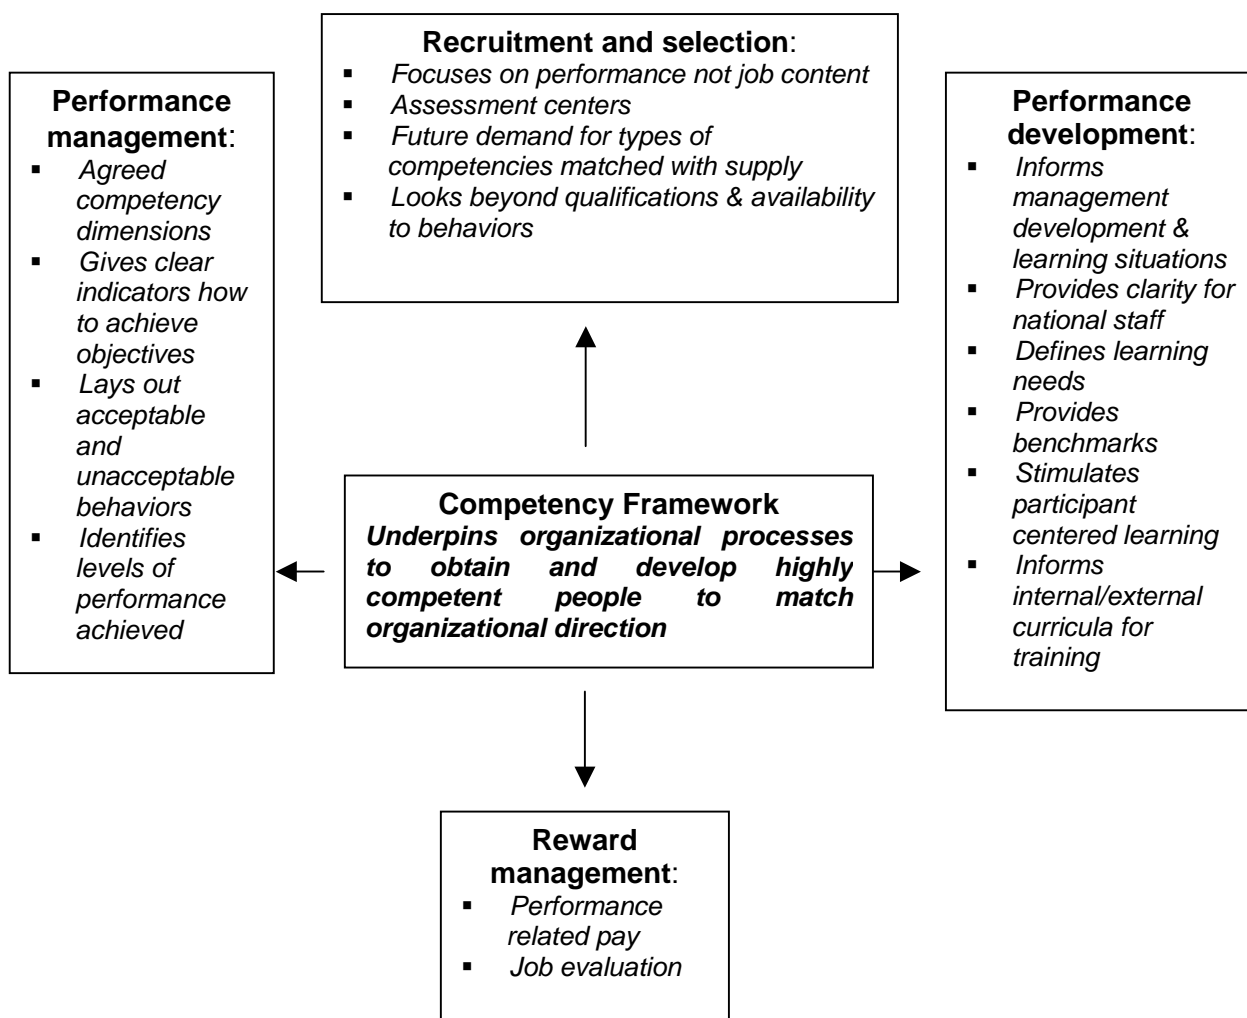 Recruitment and selection:
▪ Focuses on performance not job content
▪ Assessment centers
▪ Future demand for types of
competencies matched with supply
▪ Looks beyond qualifications & availability
to behaviors
Performance
management:
▪ Agreed
competency
dimensions
▪ Gives clear
indicators how
to achieve
objectives
▪ Lays out
acceptable
and
unacceptable
behaviors
▪ Identifies
levels of
performance
achieved
Performance
development:
▪ Informs
management
development &
learning situations
▪ Provides clarity for
national staff
▪ Defines learning
needs
▪ Provides
benchmarks
▪ Stimulates
participant
centered learning
▪ Informs
internal/external
curricula for
training
Competency Framework
Underpins organizational processes
to obtain and develop highly
competent people to match
organizational direction
Reward
management:
▪ Performance
related pay
▪ Job evaluation